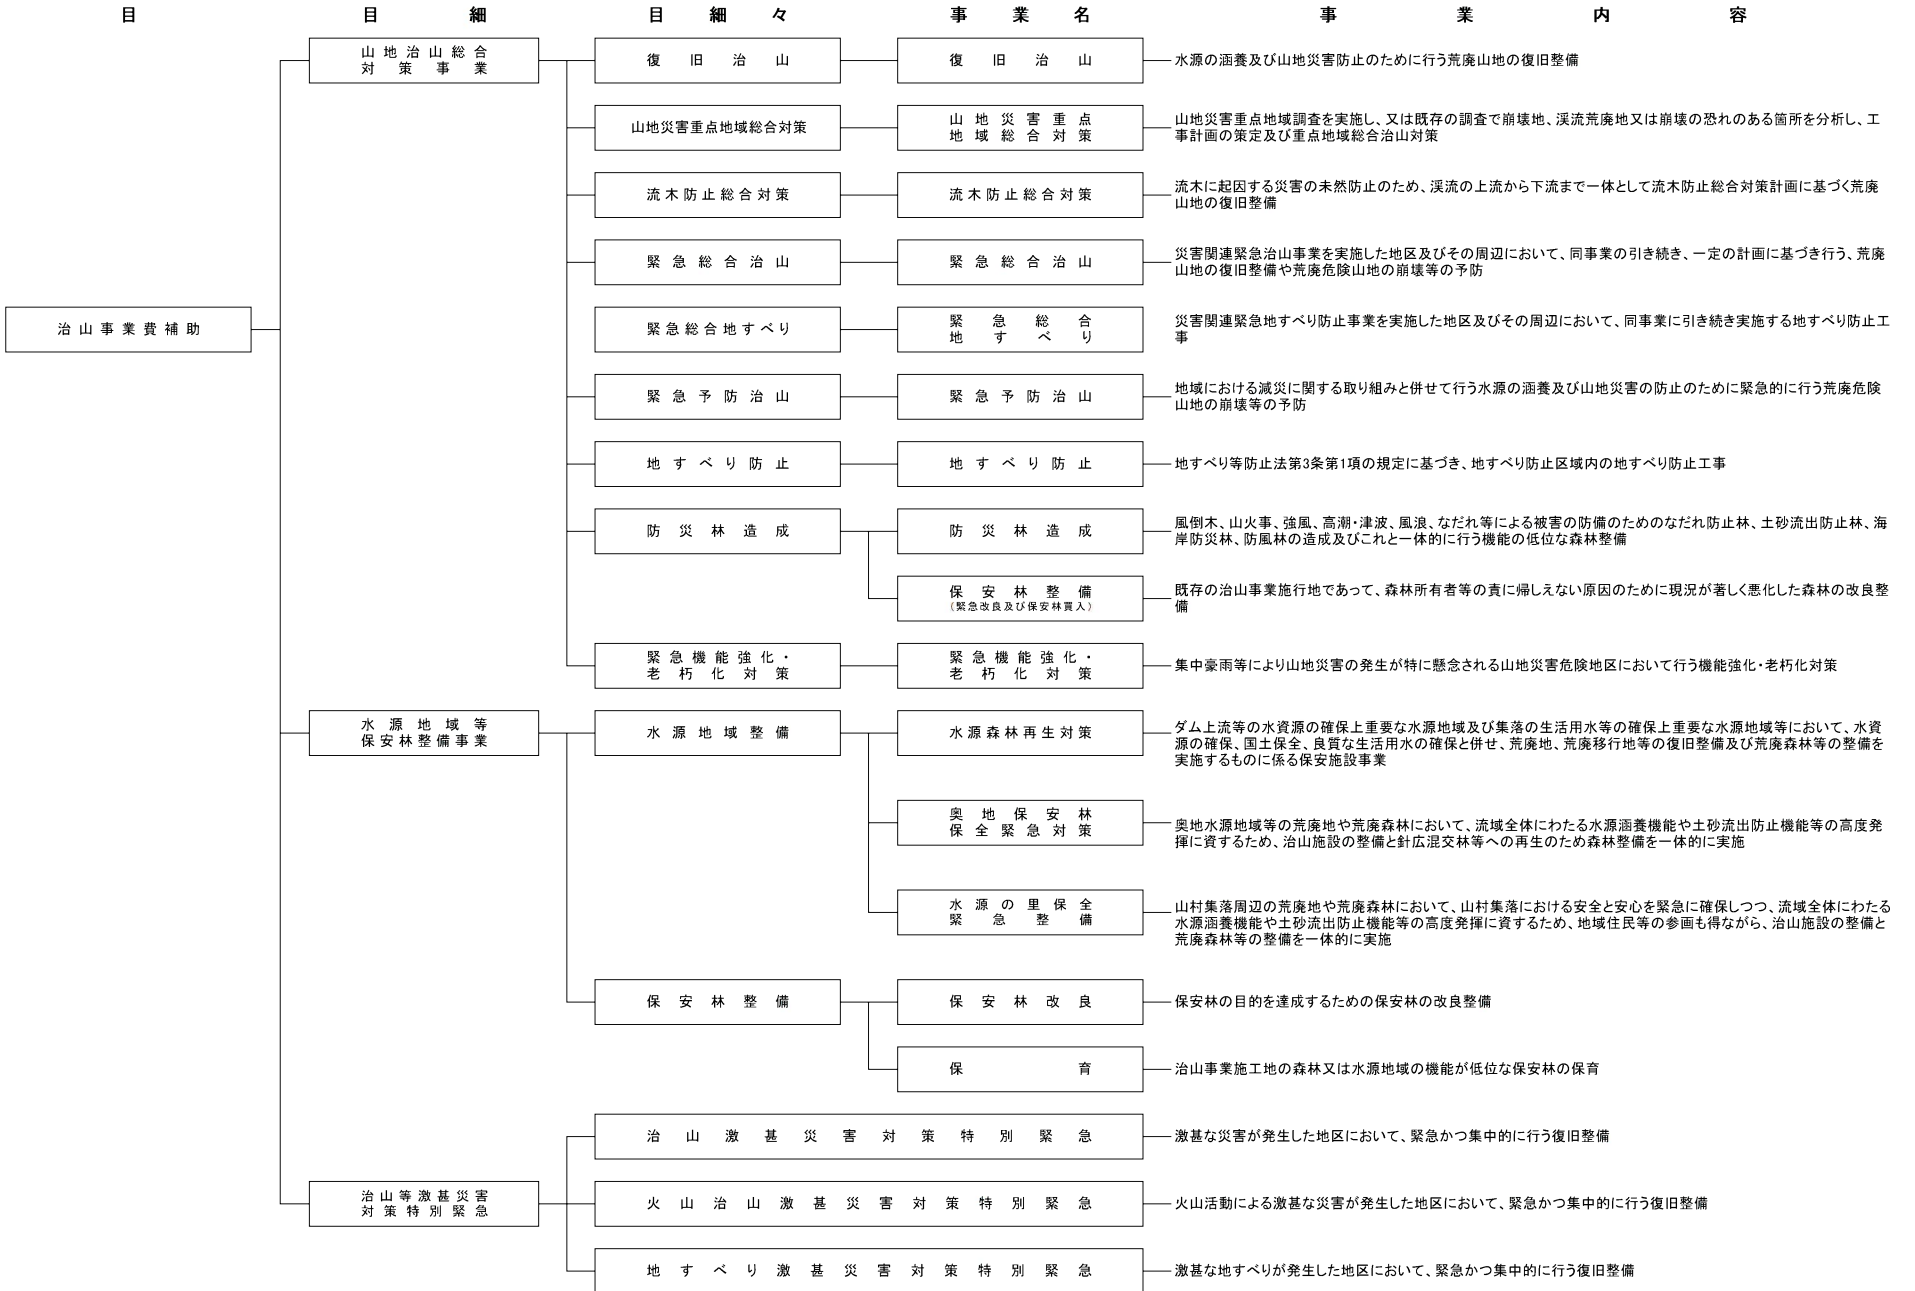 目 目細 目細々 事業名 事業内容
治山事業費補助
山地治山総合
対策事業
復旧治山
復旧治山
水源の涵養及び山地災害防止のために行う荒廃山地の復旧整備
山地災害重点地域総合対策
山地災害重点
地域総合対策
山地災害重点地域調査を実施し、又は既存の調査で崩壊地、渓流荒廃地又は崩壊の恐れのある箇所を分析し、工
事計画の策定及び重点地域総合治山対策
流木防止総合対策
流木防止総合対策
流木に起因する災害の未然防止のため、渓流の上流から下流まで一体として流木防止総合対策計画に基づく荒廃
山地の復旧整備
緊急総合治山
緊急総合治山
災害関連緊急治山事業を実施した地区及びその周辺において、同事業の引き続き、一定の計画に基づき行う、荒廃
山地の復旧整備や荒廃危険山地の崩壊等の予防
緊急総合地すべり
緊急総合
地すべり
災害関連緊急地すべり防止事業を実施した地区及びその周辺において、同事業に引き続き実施する地すべり防止工
事
緊急予防治山
緊急予防治山
地域における減災に関する取り組みと併せて行う水源の涵養及び山地災害の防止のために緊急的に行う荒廃危険
山地の崩壊等の予防
地すべり防止
地すべり防止
地すべり等防止法第3条第1項の規定に基づき、地すべり防止区域内の地すべり防止工事
防災林造成
防災林造成
風倒木、山火事、強風、高潮・津波、風浪、なだれ等による被害の防備のためのなだれ防止林、土砂流出防止林、海
岸防災林、防風林の造成及びこれと一体的に行う機能の低位な森林整備
保安林整備
(緊急改良及び保安林買入)
既存の治山事業施行地であって、森林所有者等の責に帰しえない原因のために現況が著しく悪化した森林の改良整
備
緊急機能強化・
老朽化対策
緊急機能強化・
老朽化対策
集中豪雨等により山地災害の発生が特に懸念される山地災害危険地区において行う機能強化・老朽化対策
水源地域等
保安林整備事業
水源地域整備
水源森林再生対策
ダム上流等の水資源の確保上重要な水源地域及び集落の生活用水等の確保上重要な水源地域等において、水資
源の確保、国土保全、良質な生活用水の確保と併せ、荒廃地、荒廃移行地等の復旧整備及び荒廃森林等の整備を
実施するものに係る保安施設事業
奥地保安林
保全緊急対策
奥地水源地域等の荒廃地や荒廃森林において、流域全体にわたる水源涵養機能や土砂流出防止機能等の高度発
揮に資するため、治山施設の整備と針広混交林等への再生のため森林整備を一体的に実施
水源の里保全
緊急整備
山村集落周辺の荒廃地や荒廃森林において、山村集落における安全と安心を緊急に確保しつつ、流域全体にわたる
水源涵養機能や土砂流出防止機能等の高度発揮に資するため、地域住民等の参画も得ながら、治山施設の整備と
荒廃森林等の整備を一体的に実施
保安林整備
保安林改良
保安林の目的を達成するための保安林の改良整備
保育
治山事業施工地の森林又は水源地域の機能が低位な保安林の保育
治山等激甚災害
対策特別緊急
治山激甚災害対策特別緊急
激甚な災害が発生した地区において、緊急かつ集中的に行う復旧整備
火山治山激甚災害対策特別緊急
火山活動による激甚な災害が発生した地区において、緊急かつ集中的に行う復旧整備
地すべり激甚災害対策特別緊急
激甚な地すべりが発生した地区において、緊急かつ集中的に行う復旧整備